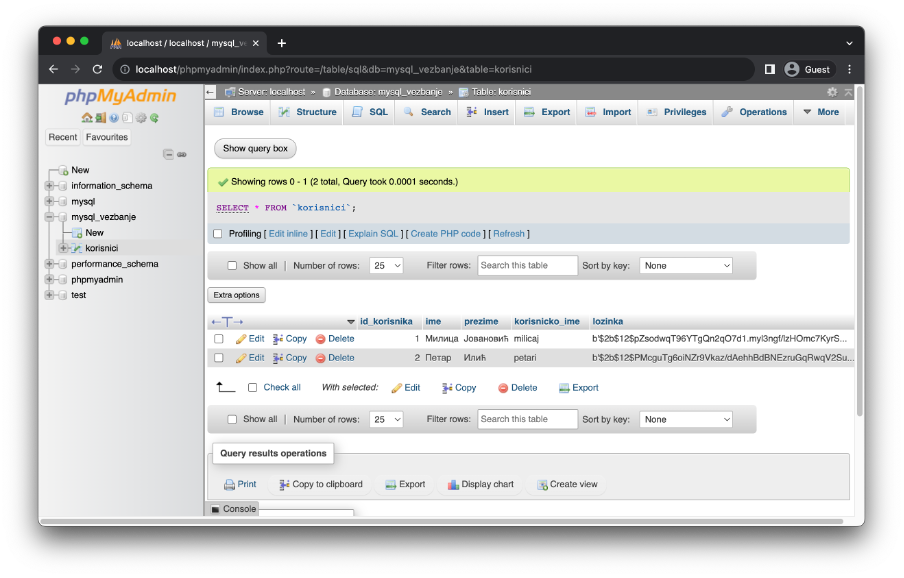 localhost / localhost / mysql_ve
localhost/phpmyadmin/index.php?route=/table/sql&db=mysql_vezbanje&table=korisnici
Guest
phpMyAdmin
Recent Favourites
New
information_schema
mysql
mysql_vezbanje
New
korisnici
performance_schema
phpmyadmin
test
Server: localhost » Database: mysql_vezbanje » Table: korisnici
Browse Structure SQL Search Insert Export Import Privileges Operations More
Show query box
Showing rows 0 - 1 (2 total, Query took 0.0001 seconds.)
SELECT * FROM `korisnici`;
Profiling [ Edit inline ] [ Edit ] [ Explain SQL ] [ Create PHP code ] [ Refresh ]
Show all | Number of rows: 25 Filter rows: Search this table Sort by key: None
Extra options
←T→ id_korisnika ime prezime korisnicko_ime lozinka
Edit Copy Delete 1 Милица Јовановић milicaj b'$2b$12$pZsodwqT96YTgQn2qO7d1.myl3ngf/lzHOmc7KyrS...
Edit Copy Delete 2 Петар Илић petari b'$2b$12$PMcguTg6oiNZr9Vkaz/dAehhBdBNEzruGqRwqV2Su...
Check all With selected: Edit Copy Delete Export
Show all | Number of rows: 25 Filter rows: Search this table Sort by key: None
Query results operations
Print Copy to clipboard Export Display chart Create view
Console